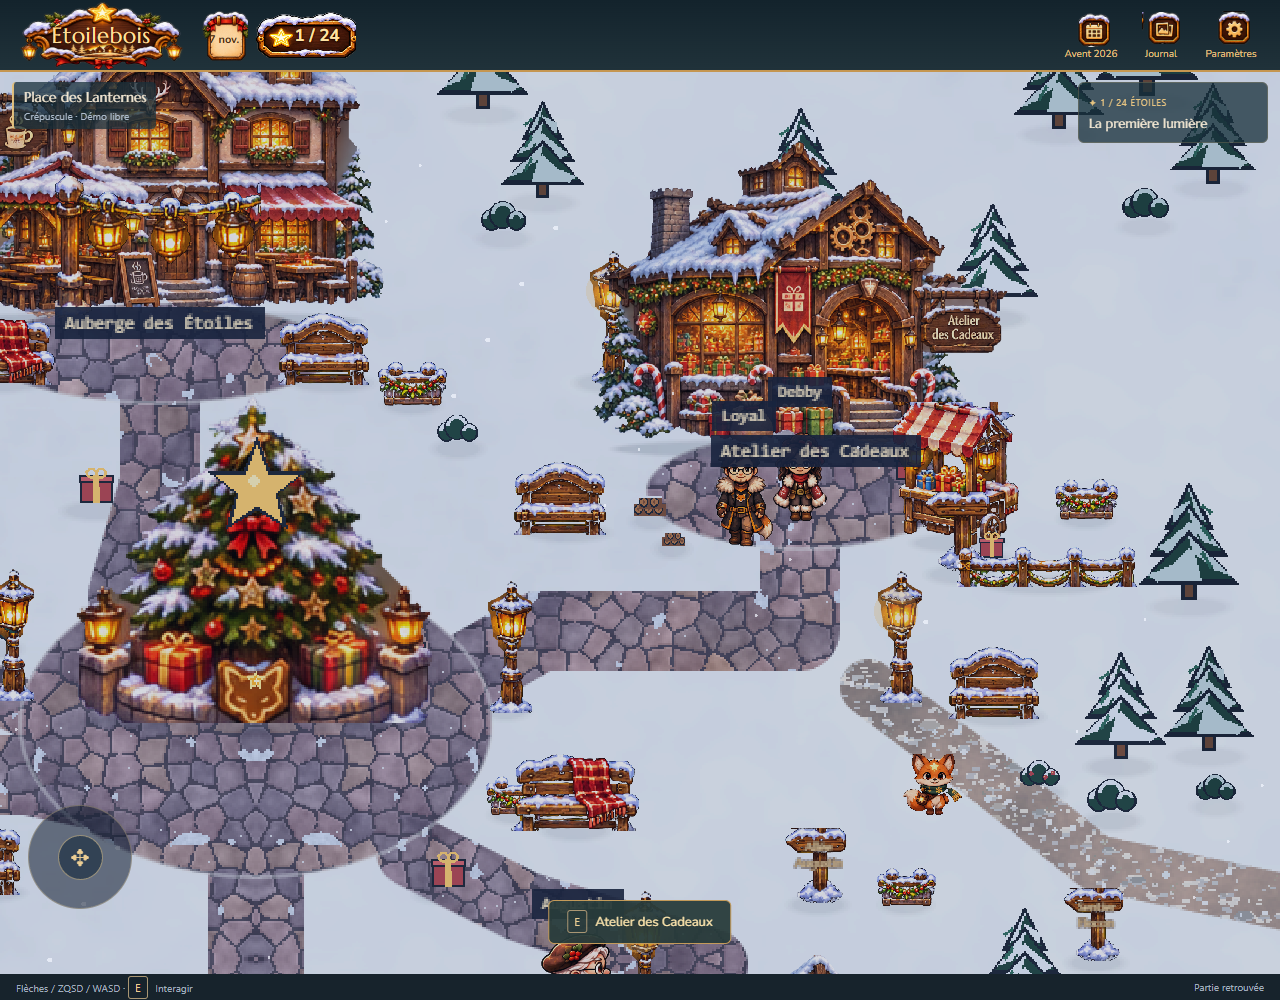 Étoilebois
7 nov.
1 / 24
Avent 2026
Journal
Paramètres
Place des Lanternes
Crépuscule · Démo libre
✦ 1 / 24 ÉTOILES
La première lumière
Auberge des Étoiles
Atelier
des Cadeaux
Debby
Loyal
Atelier des Cadeaux
E Atelier des Cadeaux
Flèches / ZQSD / WASD · E Interagir
Partie retrouvée